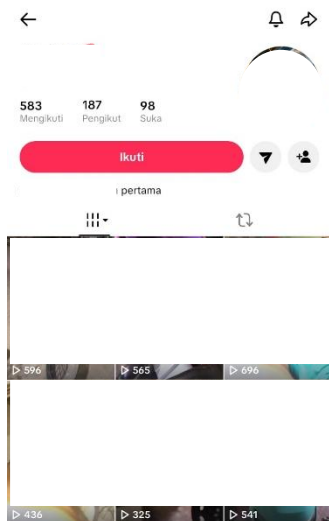 583 187 98
Mengikuti Pengikut Suka
Ikuti
pertama
596 565 696
436 325 541